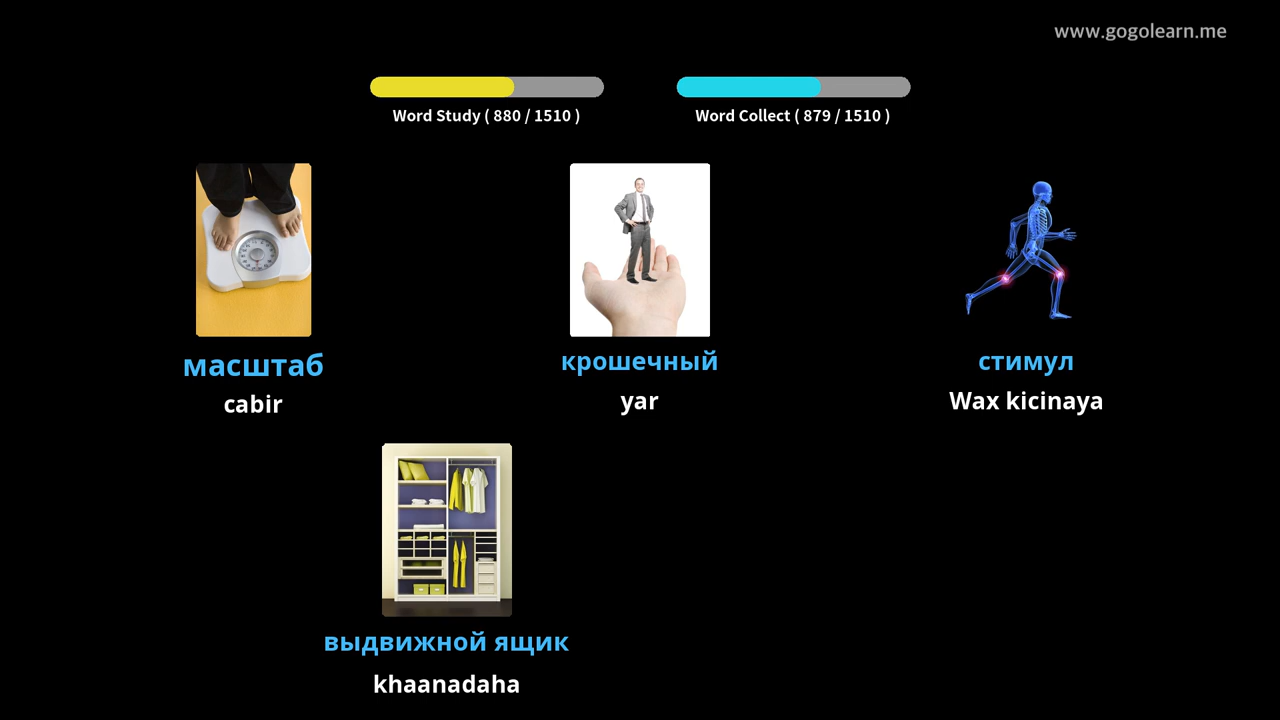 www.gogolearn.me
Word Study ( 880 / 1510 )
Word Collect ( 879 / 1510 )
масштаб
cabir
крошечный
yar
стимул
Wax kicinaya
выдвижной ящик
khaanadaha